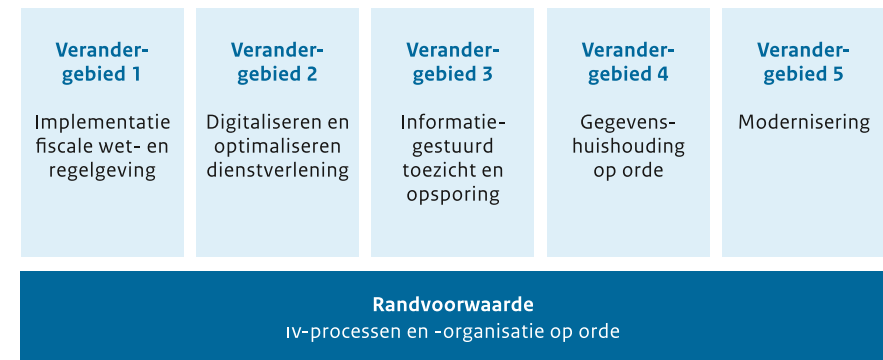 Verander-
gebied 1
Implementatie
fiscale wet- en
regelgeving
Verander-
gebied 2
Digitaliseren en
optimaliseren
dienstverlening
Verander-
gebied 3
Informatie-
gestuurd
toezicht en
opsporing
Verander-
gebied 4
Gegevens-
huishouding
op orde
Verander-
gebied 5
Modernisering
Randvoorwaarde
IV-processen en -organisatie op orde